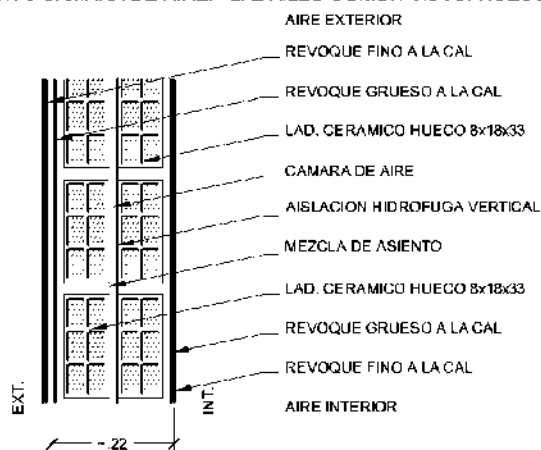 AIRE EXTERIOR
REVOQUE FINO A LA CAL
REVOQUE GRUESO A LA CAL
LAD. CERAMICO HUECO 8x18x33
CAMARA DE AIRE
AISLACION HIDROFUGA VERTICAL
MEZCLA DE ASIENTO
LAD. CERAMICO HUECO 8x18x33
REVOQUE GRUESO A LA CAL
REVOQUE FINO A LA CAL
AIRE INTERIOR
EXT.
INT.
~.22